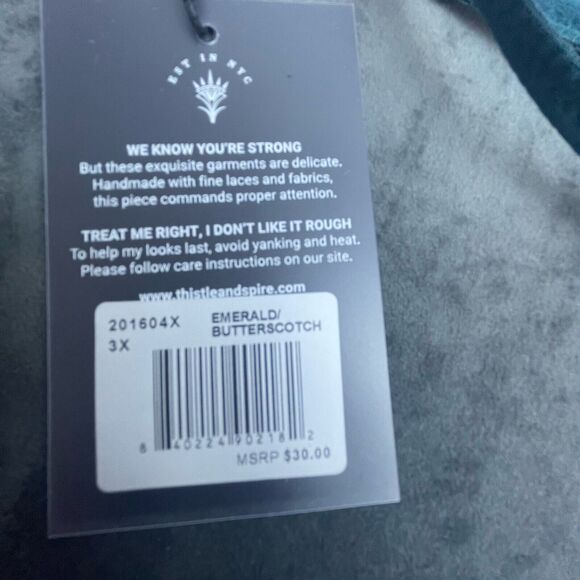 EST IN NYC
WE KNOW YOU'RE STRONG
But these exquisite garments are delicate.
Handmade with fine laces and fabrics,
this piece commands proper attention.
TREAT ME RIGHT, I DON'T LIKE IT ROUGH
To help my looks last, avoid yanking and heat.
Please follow care instructions on our site.
www.thistleandspire.com
201604X EMERALD/
3X BUTTERSCOTCH
8 40224 90218 2
MSRP $30.00